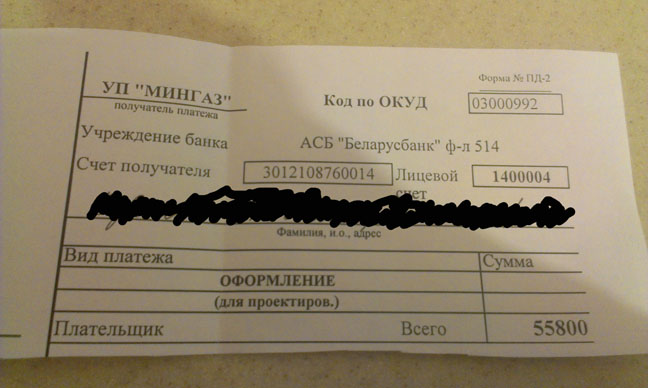 Форма № ПД-2
УП "МИНГАЗ"
получатель платежа
Код по ОКУД 03000992
Учреждение банка АСБ "Беларусбанк" ф-л 514
Счет получателя 3012108760014 Лицевой счет 1400004
Фамилия, и.о., адрес
Вид платежа Сумма
ОФОРМЛЕНИЕ
(для проектиров.)
Плательщик Всего 55800